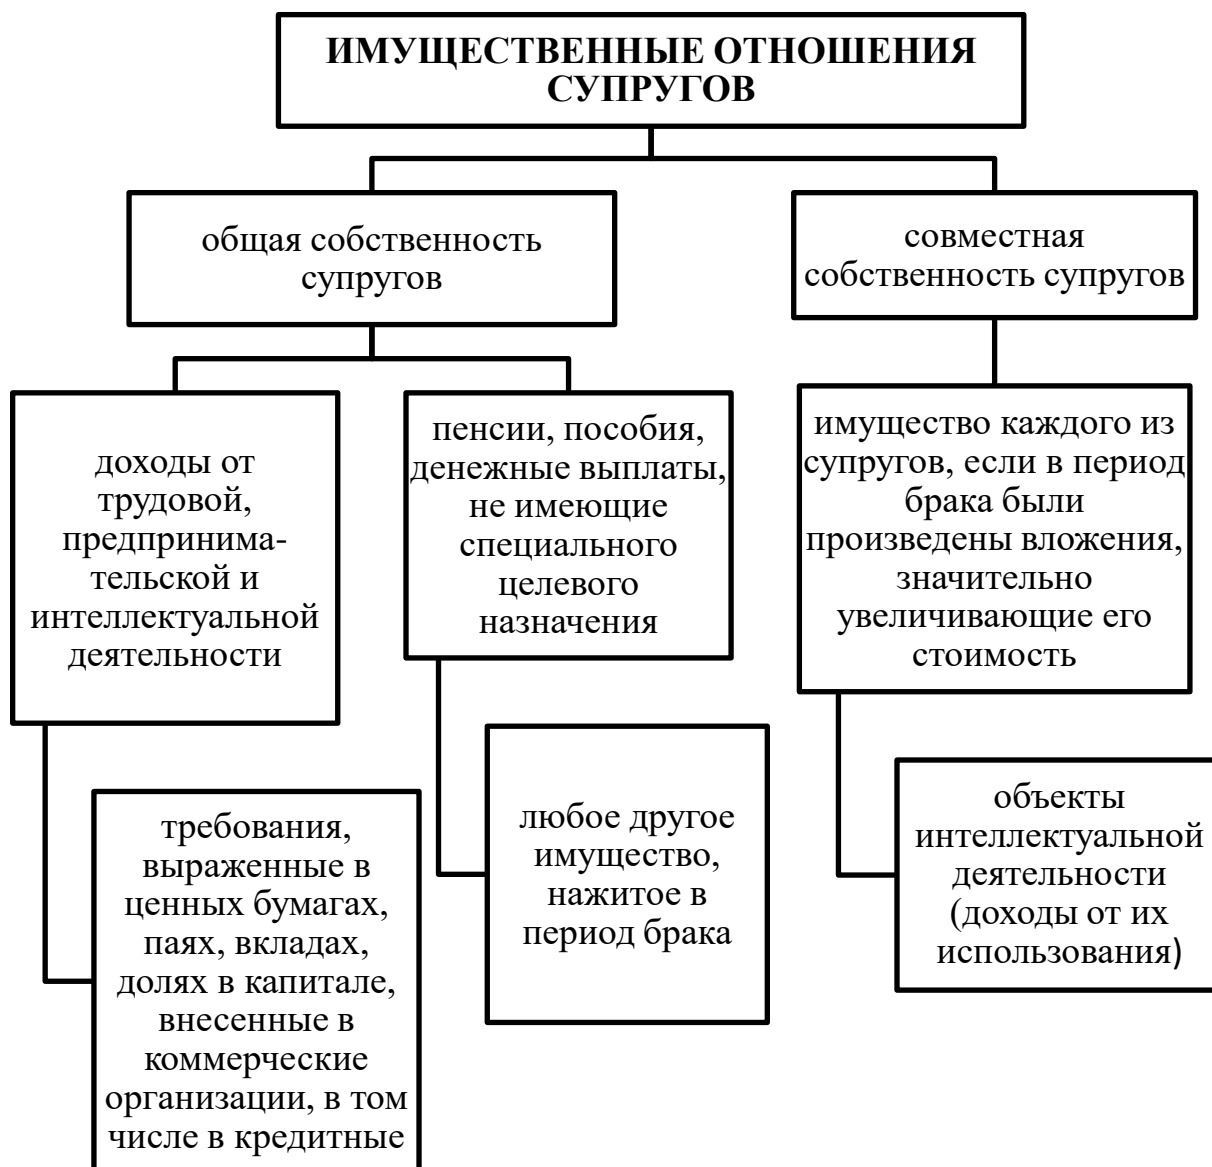 ИМУЩЕСТВЕННЫЕ ОТНОШЕНИЯ
СУПРУГОВ
общая собственность
супругов
совместная
собственность супругов
доходы от
трудовой,
предпринима-
тельской и
интеллектуальной
деятельности
пенсии, пособия,
денежные выплаты,
не имеющие
специального
целевого
назначения
имущество каждого из
супругов, если в период
брака были
произведены вложения,
значительно
увеличивающие его
стоимость
требования,
выраженные в
ценных бумагах,
паях, вкладах,
долях в капитале,
внесенные в
коммерческие
организации, в том
числе в кредитные
любое другое
имущество,
нажитое в
период брака
объекты
интеллектуальной
деятельности
(доходы от их
использования)